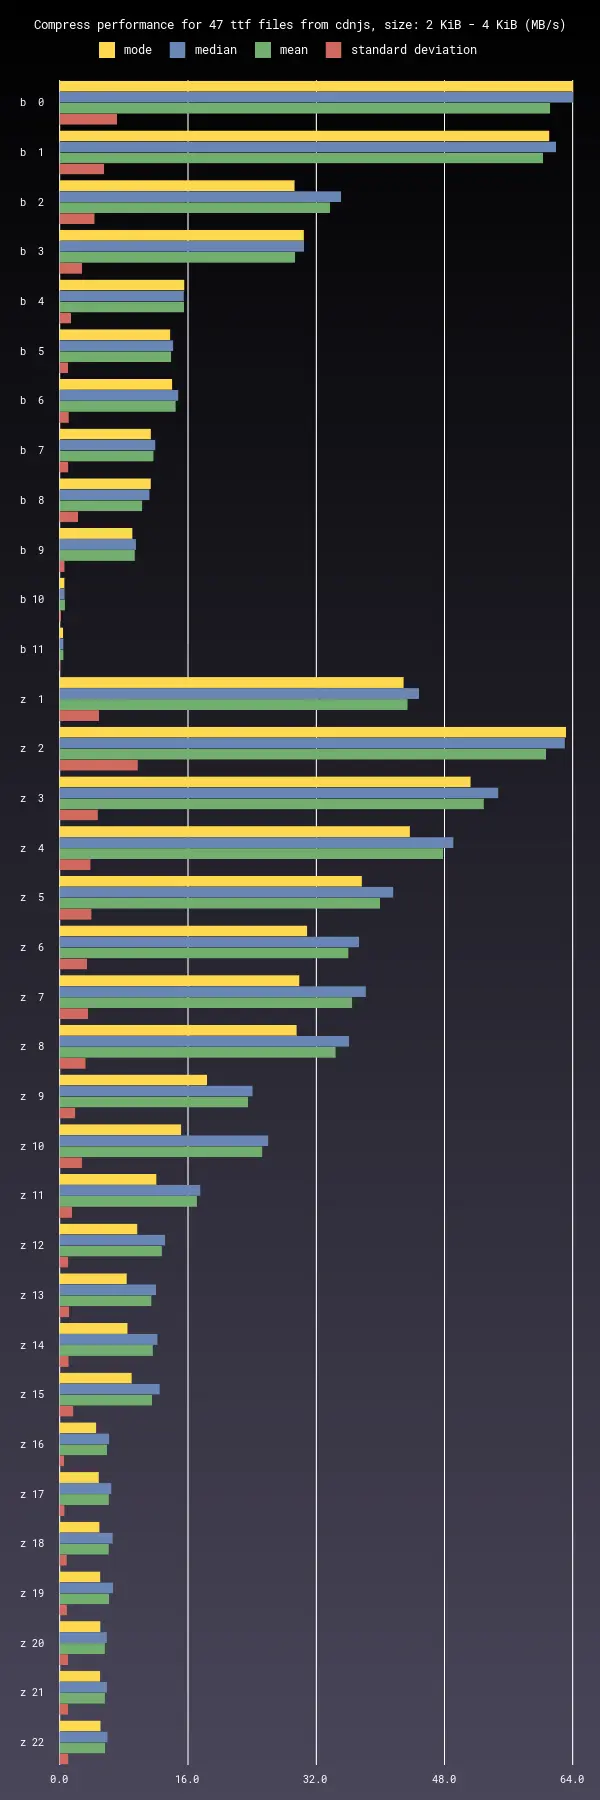 Compress performance for 47 ttf files from cdnjs, size: 2 KiB - 4 KiB (MB/s)
mode median mean standard deviation
b 0
b 1
b 2
b 3
b 4
b 5
b 6
b 7
b 8
b 9
b 10
b 11
z 1
z 2
z 3
z 4
z 5
z 6
z 7
z 8
z 9
z 10
z 11
z 12
z 13
z 14
z 15
z 16
z 17
z 18
z 19
z 20
z 21
z 22
0.0 16.0 32.0 48.0 64.0